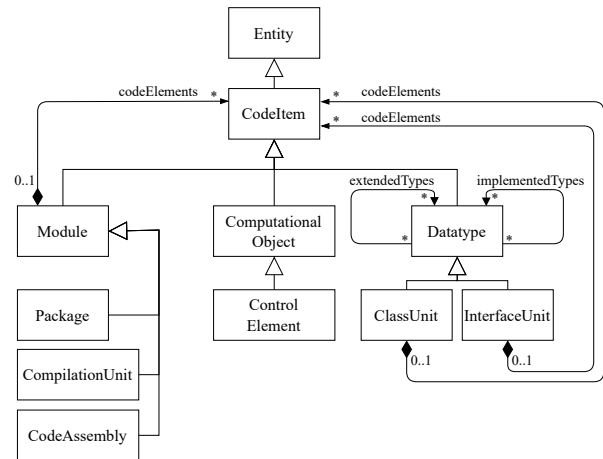 Entity
codeElements
*
*
codeElements
CodeItem
*
codeElements
0..1
extendedTypes
implementedTypes
*
*
Module
Computational
Object
Datatype
*
*
Package
Control
Element
ClassUnit
InterfaceUnit
CompilationUnit
0..1
0..1
CodeAssembly